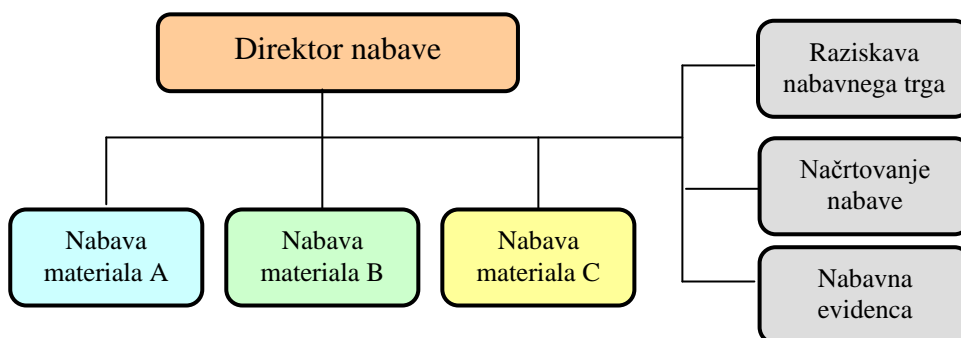 Direktor nabave
Raziskava
nabavnega trga
Načrtovanje
nabave
Nabava
materiala A
Nabava
materiala B
Nabava
materiala C
Nabavna
evidenca